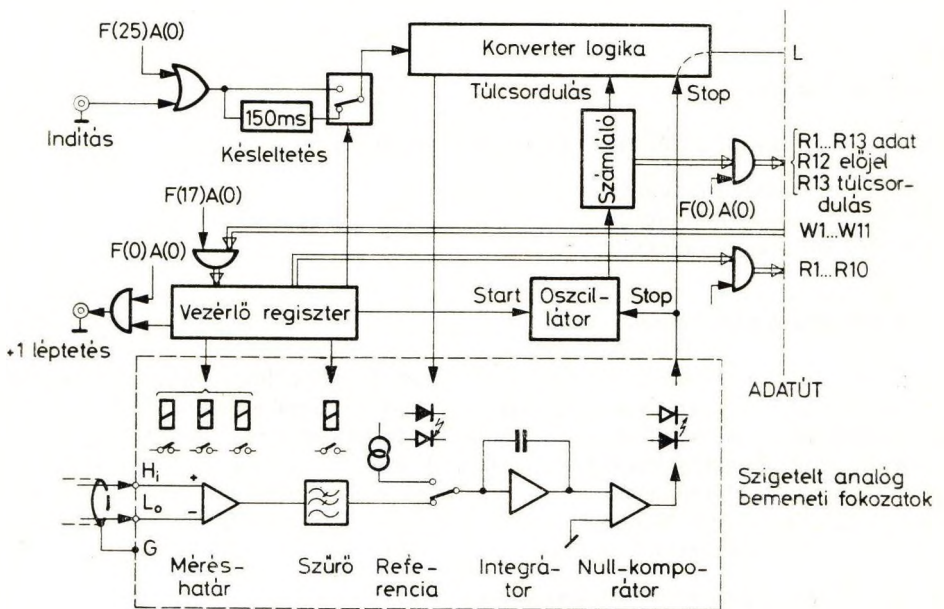 F(25)A(0)
Indítás
150ms
Késleltetés
Konverter logika
Túlcsordulás
Stop
L
Számláló
R1...R13 adat
R12 előjel
R13 túlcsor-
dulás
F(0)A(0)
F(17)A(0)
W1...W11
F(0)A(0)
R1...R10
Vezérlő regiszter
Start
Oszcil-
látor
Stop
+1 léptetés
ADATÚT
Hi
+
Lo
-
G
Mérés-
határ
Szűrő
Refe-
rencia
Integrá-
tor
Null-kompo-
rátor
Szigetelt analóg
bemeneti fokozatok